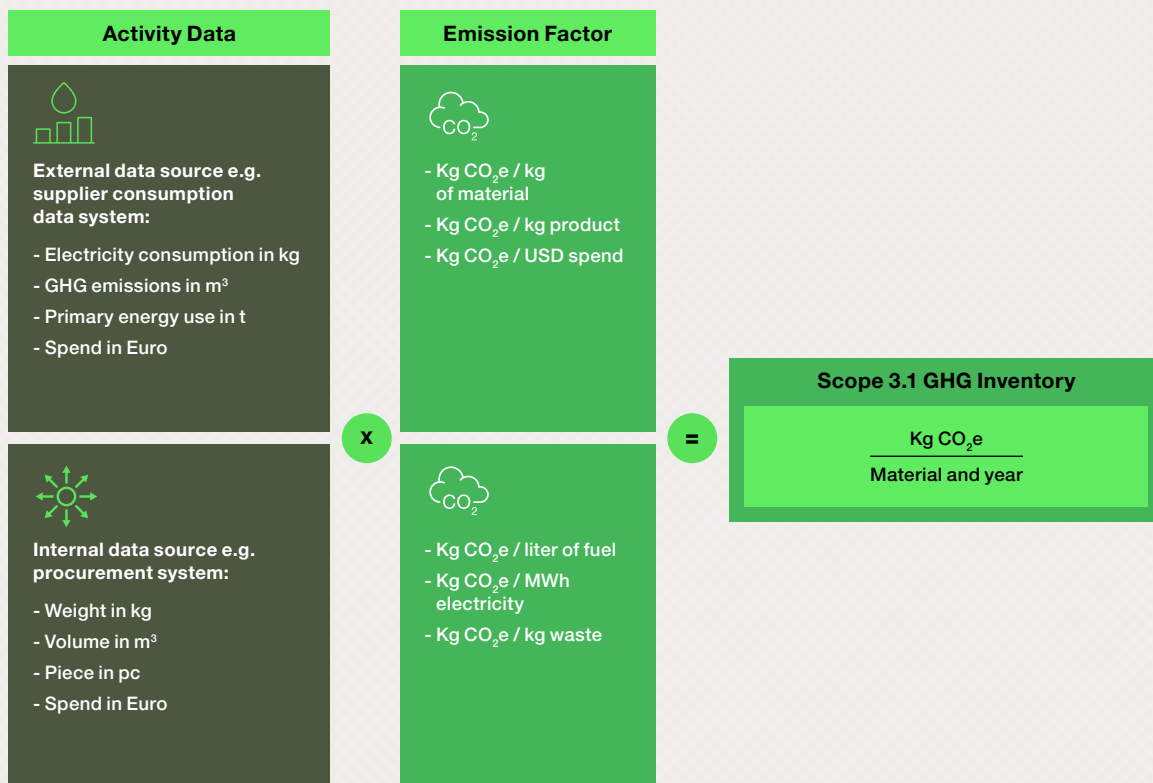 Activity Data
External data source e.g.
supplier consumption
data system:
- Electricity consumption in kg
- GHG emissions in m³
- Primary energy use in t
- Spend in Euro
Internal data source e.g.
procurement system:
- Weight in kg
- Volume in m³
- Piece in pc
- Spend in Euro
x
Emission Factor
CO₂
- Kg CO₂e / kg
of material
- Kg CO₂e / kg product
- Kg CO₂e / USD spend
CO₂
- Kg CO₂e / liter of fuel
- Kg CO₂e / MWh
electricity
- Kg CO₂e / kg waste
=
Scope 3.1 GHG Inventory
Kg CO₂e
Material and year